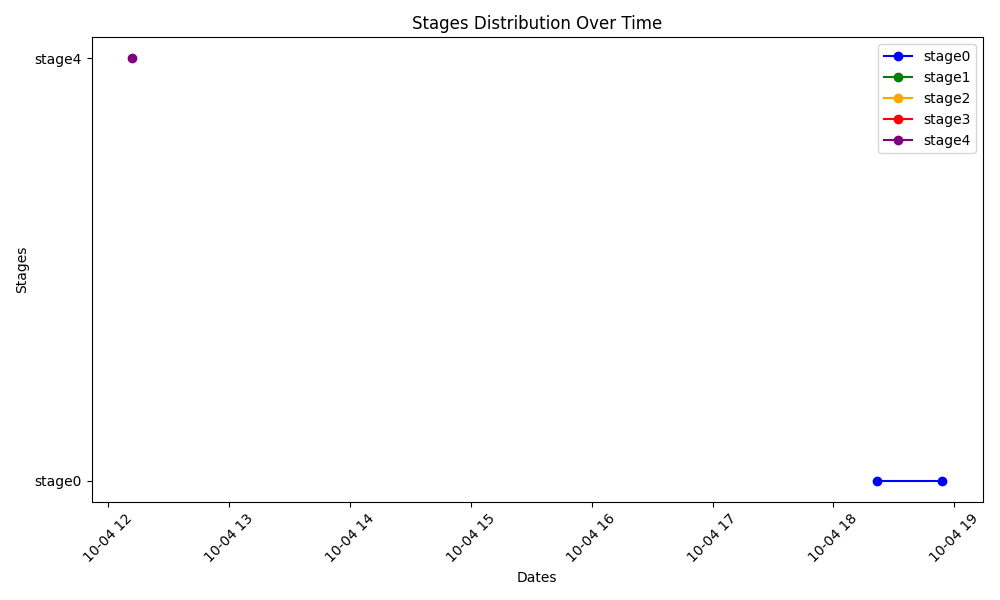 Stages Distribution Over Time
stage4
stage0
Stages
stage0
stage1
stage2
stage3
stage4
10-04 12
10-04 13
10-04 14
10-04 15
10-04 16
10-04 17
10-04 18
10-04 19
Dates